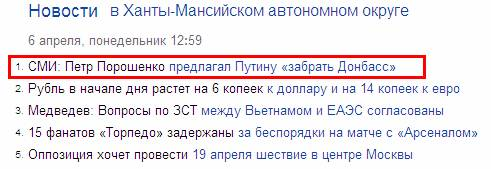 Новости в Ханты-Мансийском автономном округе
6 апреля, понедельник 12:59
1. СМИ: Петр Порошенко предлагал Путину «забрать Донбасс»
2. Рубль в начале дня растет на 6 копеек к доллару и на 14 копеек к евро
3. Медведев: Вопросы по ЗСТ между Вьетнамом и ЕАЭС согласованы
4. 15 фанатов «Торпедо» задержаны за беспорядки на матче с «Арсеналом»
5. Оппозиция хочет провести 19 апреля шествие в центре Москвы